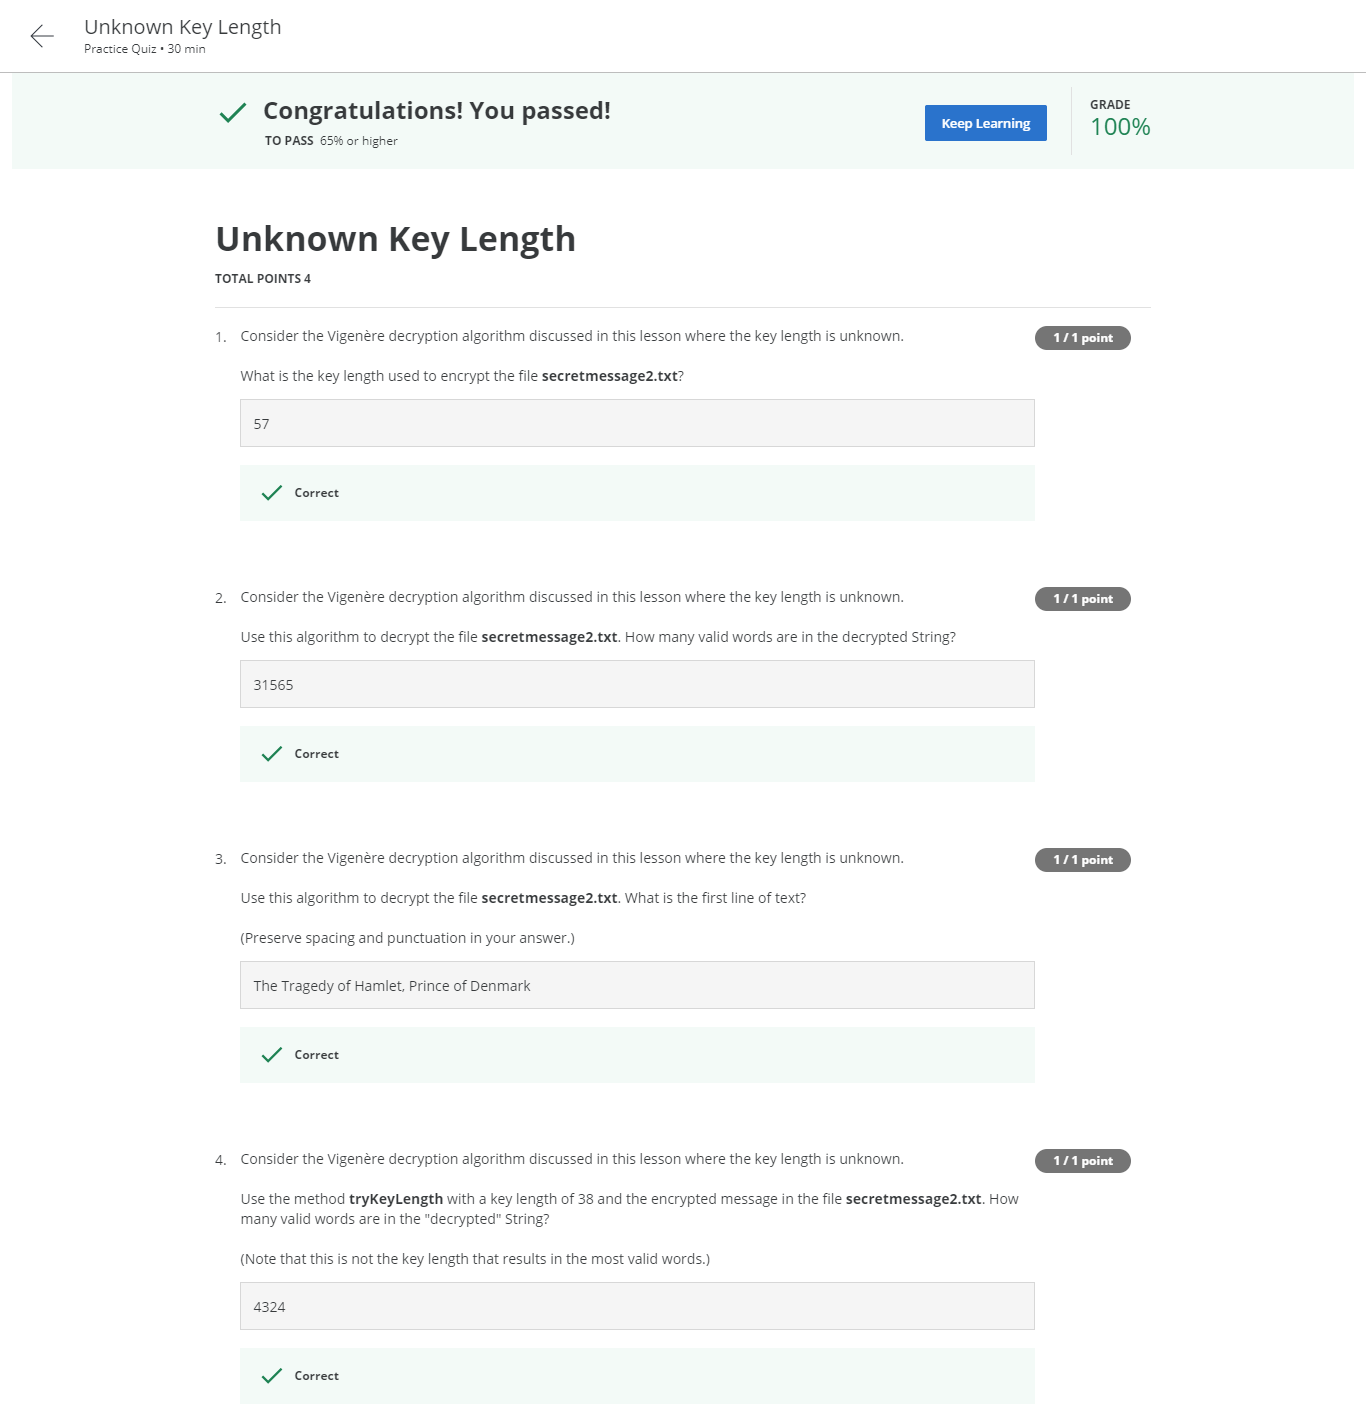 Unknown Key Length
Practice Quiz • 30 min
Congratulations! You passed!
TO PASS 65% or higher
Keep Learning
GRADE
100%
Unknown Key Length
TOTAL POINTS 4
1. Consider the Vigenère decryption algorithm discussed in this lesson where the key length is unknown.
1 / 1 point
What is the key length used to encrypt the file secretmessage2.txt?
57
Correct
2. Consider the Vigenère decryption algorithm discussed in this lesson where the key length is unknown.
1 / 1 point
Use this algorithm to decrypt the file secretmessage2.txt. How many valid words are in the decrypted String?
31565
Correct
3. Consider the Vigenère decryption algorithm discussed in this lesson where the key length is unknown.
1 / 1 point
Use this algorithm to decrypt the file secretmessage2.txt. What is the first line of text?
(Preserve spacing and punctuation in your answer.)
The Tragedy of Hamlet, Prince of Denmark
Correct
4. Consider the Vigenère decryption algorithm discussed in this lesson where the key length is unknown.
1 / 1 point
Use the method tryKeyLength with a key length of 38 and the encrypted message in the file secretmessage2.txt. How
many valid words are in the "decrypted" String?
(Note that this is not the key length that results in the most valid words.)
4324
Correct